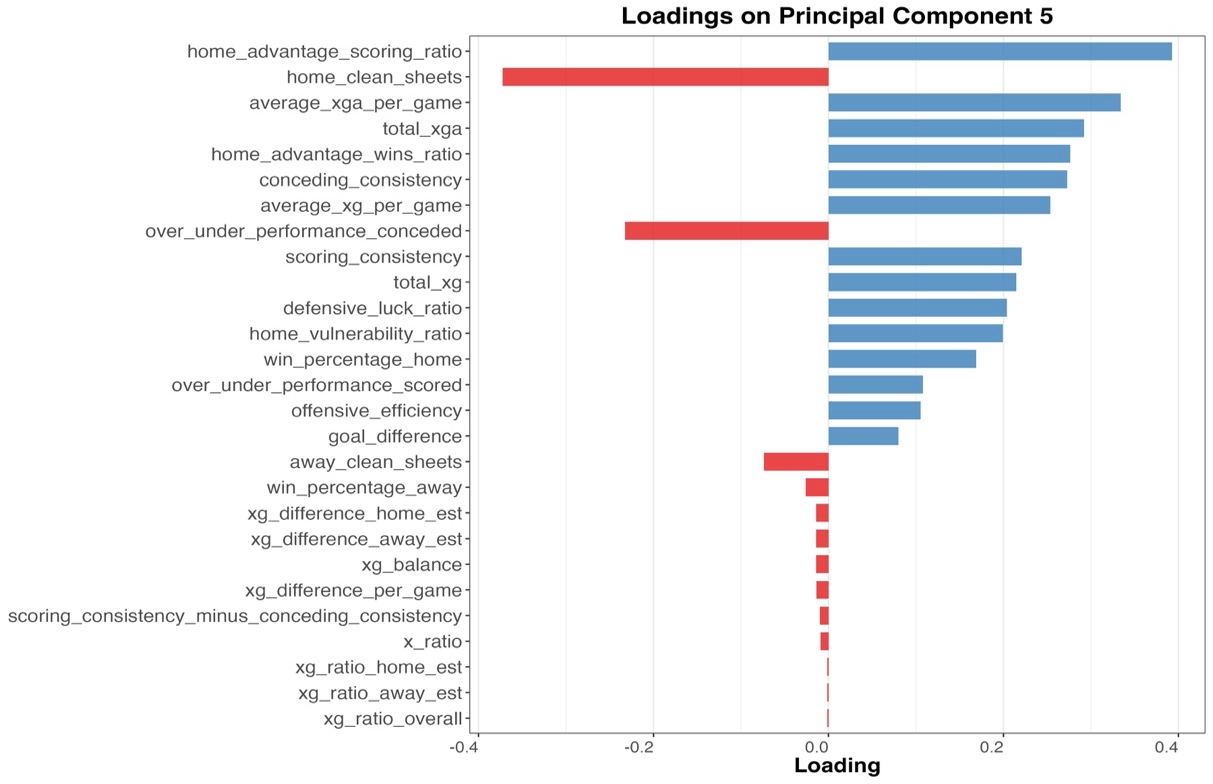 Loadings on Principal Component 5
home_advantage_scoring_ratio
home_clean_sheets
average_xga_per_game
total_xga
home_advantage_wins_ratio
conceding_consistency
average_xg_per_game
over_under_performance_conceded
scoring_consistency
total_xg
defensive_luck_ratio
home_vulnerability_ratio
win_percentage_home
over_under_performance_scored
offensive_efficiency
goal_difference
away_clean_sheets
win_percentage_away
xg_difference_home_est
xg_difference_away_est
xg_balance
xg_difference_per_game
scoring_consistency_minus_conceding_consistency
x_ratio
xg_ratio_home_est
xg_ratio_away_est
xg_ratio_overall
-0.4 -0.2 0.0 0.2 0.4
Loading